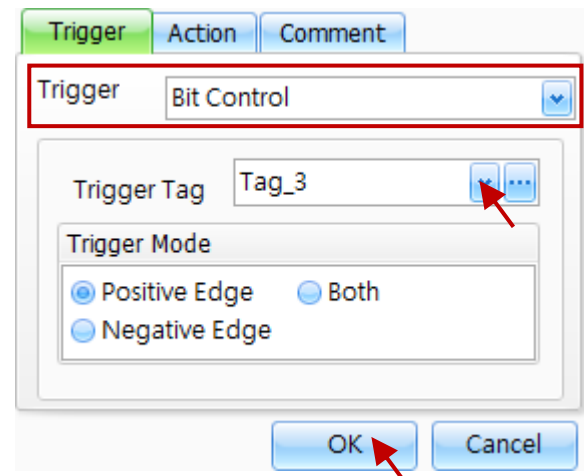 Trigger Action Comment
Trigger Bit Control
Trigger Tag Tag_3 ...
Trigger Mode
Positive Edge Both
Negative Edge
OK Cancel